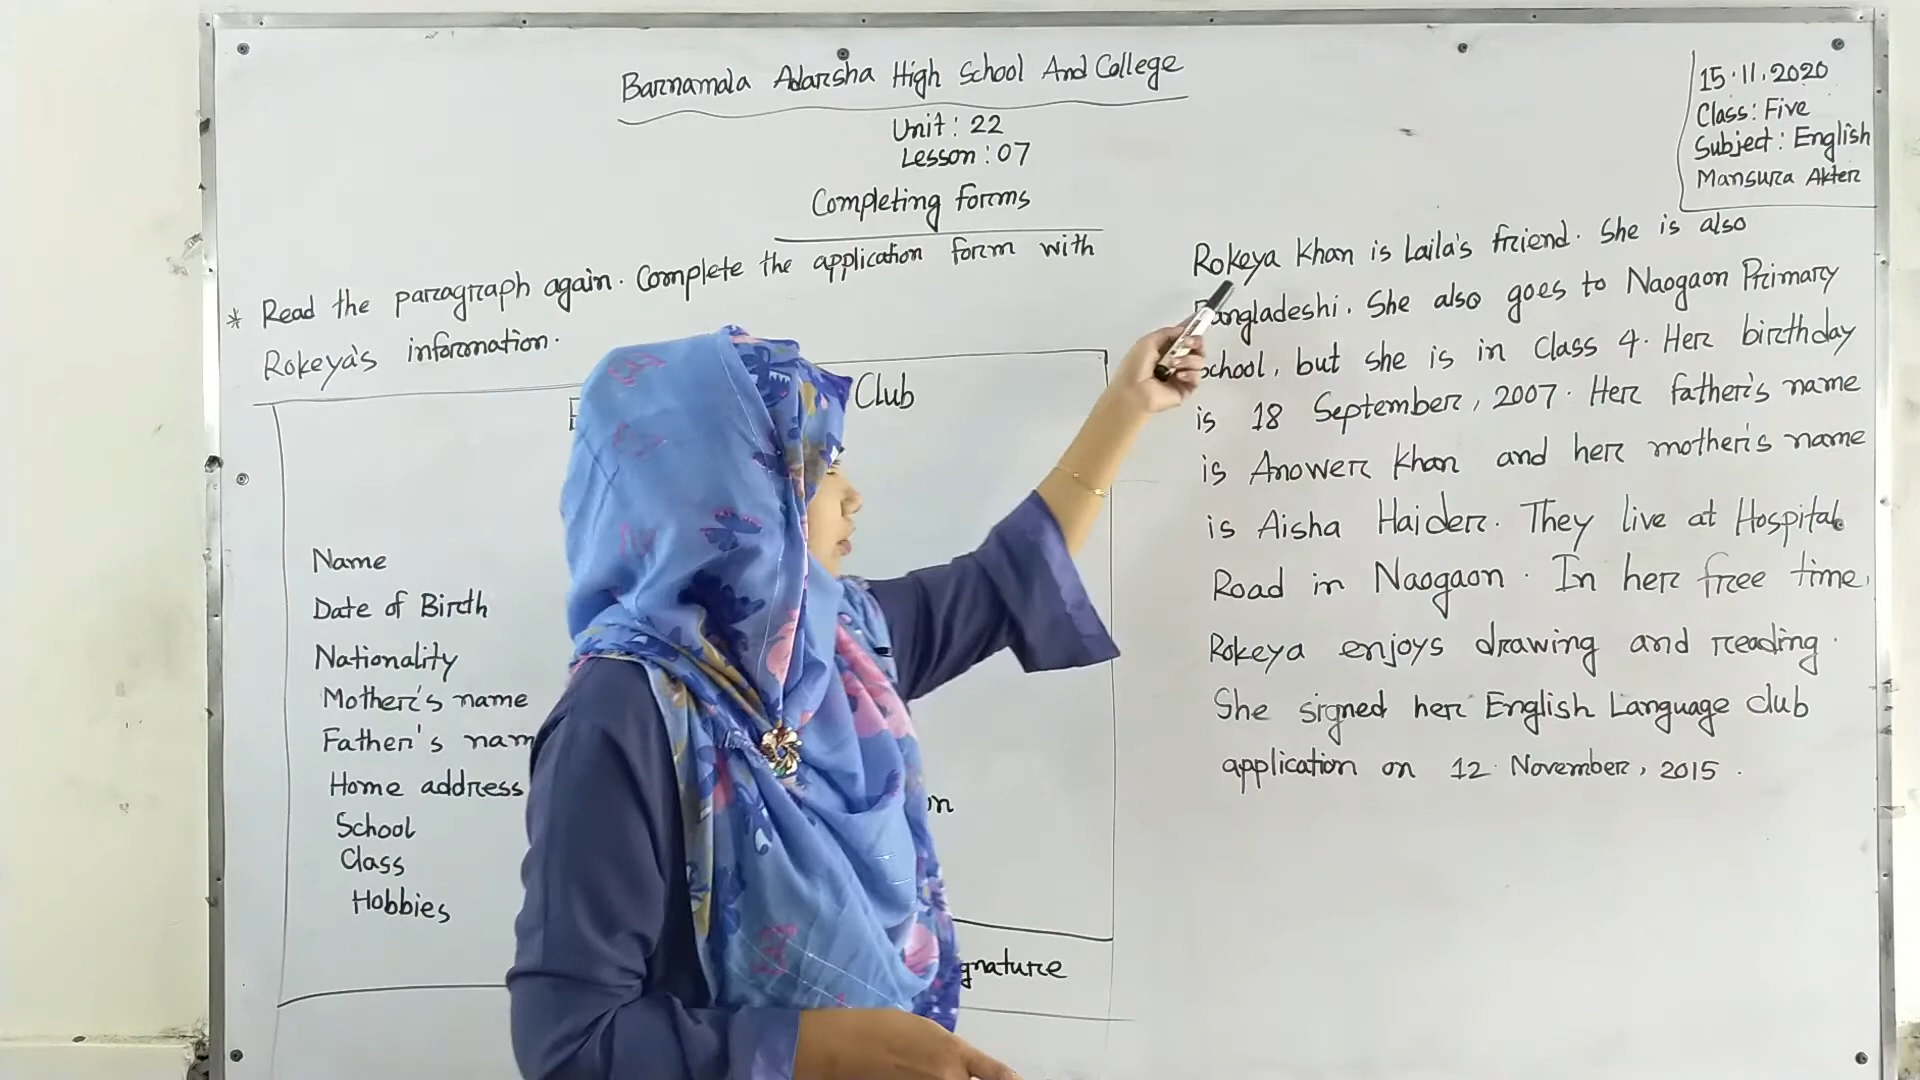 Barnamala Adarsha High School And College
Unit : 22
Lesson : 07
Completing forms
15.11.2020
Class: Five
Subject : English
Mansura Akter
* Read the paragraph again. Complete the application form with
Rokeya's information.
Club
Name
Date of Birth
Nationality
Mother's name
Father's nam
Home address
School
Class
Hobbies
on
gnature
Rokeya Khan is Laila's friend. She is also
angladeshi. She also goes to Naogaon Primary
chool, but she is in Class 4. Her birthday
is 18 September, 2007. Her father's name
is Anower Khan and her mother's name
is Aisha Haider. They live at Hospital
Road in Naogaon. In her free time,
Rokeya enjoys drawing and reading.
She signed her English Language club
application on 12 November, 2015.